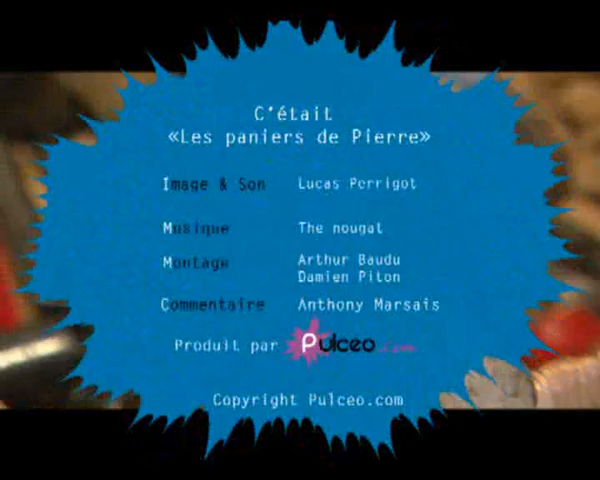 C'était
«Les paniers de Pierre»
Image & Son Lucas Perrigot
Musique The nougat
Montage Arthur Baudu
Damien Piton
Commentaire Anthony Marsais
Produit par Pulceo.com
Copyright Pulceo.com